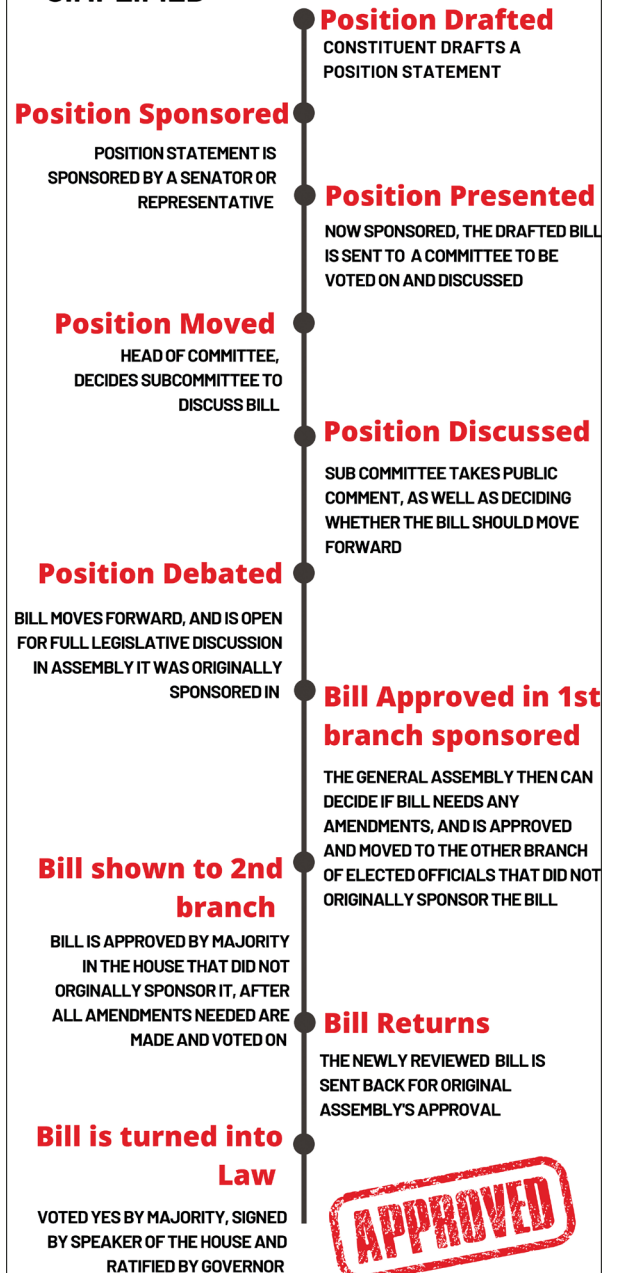 Position Drafted
CONSTITUENT DRAFTS A
POSITION STATEMENT
Position Sponsored
POSITION STATEMENT IS
SPONSORED BY A SENATOR OR
REPRESENTATIVE
Position Presented
NOW SPONSORED, THE DRAFTED BILL
IS SENT TO A COMMITTEE TO BE
VOTED ON AND DISCUSSED
Position Moved
HEAD OF COMMITTEE,
DECIDES SUBCOMMITTEE TO
DISCUSS BILL
Position Discussed
SUB COMMITTEE TAKES PUBLIC
COMMENT, AS WELL AS DECIDING
WHETHER THE BILL SHOULD MOVE
FORWARD
Position Debated
BILL MOVES FORWARD, AND IS OPEN
FOR FULL LEGISLATIVE DISCUSSION
IN ASSEMBLY IT WAS ORIGINALLY
SPONSORED IN
Bill Approved in 1st
branch sponsored
THE GENERAL ASSEMBLY THEN CAN
DECIDE IF BILL NEEDS ANY
AMENDMENTS, AND IS APPROVED
AND MOVED TO THE OTHER BRANCH
OF ELECTED OFFICIALS THAT DID NOT
ORIGINALLY SPONSOR THE BILL
Bill shown to 2nd
branch
BILL IS APPROVED BY MAJORITY
IN THE HOUSE THAT DID NOT
ORGINALLY SPONSOR IT, AFTER
ALL AMENDMENTS NEEDED ARE
MADE AND VOTED ON
Bill Returns
THE NEWLY REVIEWED BILL IS
SENT BACK FOR ORIGINAL
ASSEMBLY'S APPROVAL
Bill is turned into
Law
VOTED YES BY MAJORITY, SIGNED
BY SPEAKER OF THE HOUSE AND
RATIFIED BY GOVERNOR
APPROVED